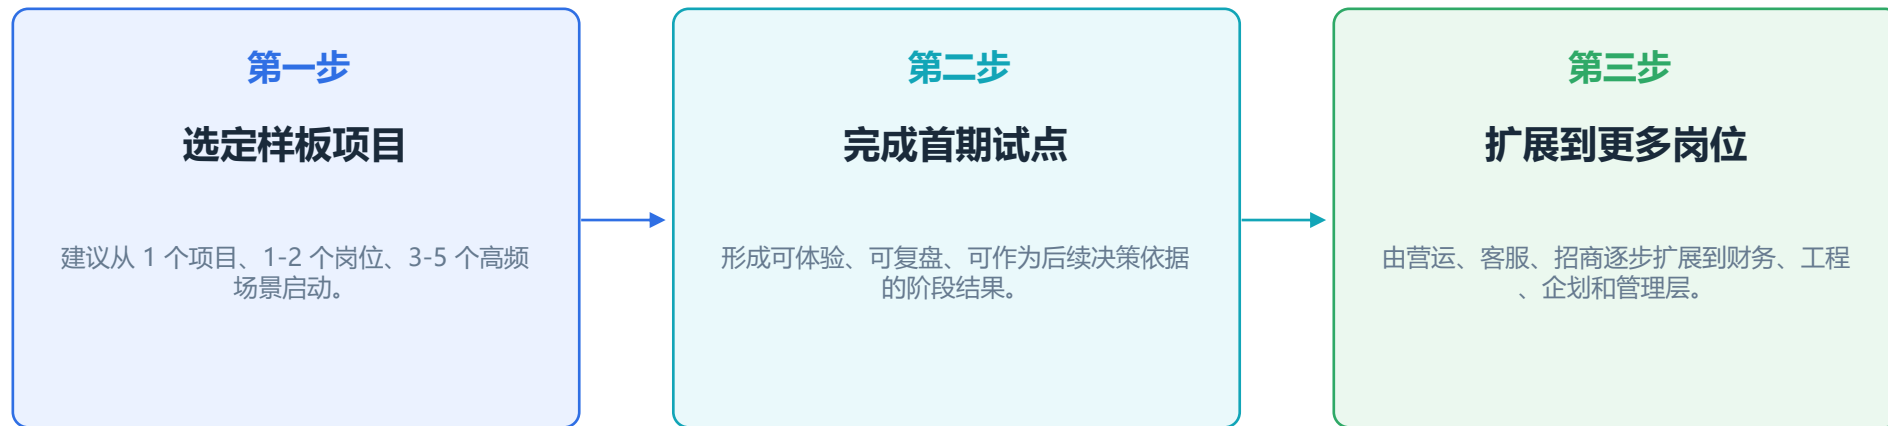 第一步
选定样板项目
建议从 1 个项目、1-2 个岗位、3-5 个高频
场景启动。
第二步
完成首期试点
形成可体验、可复盘、可作为后续决策依据
的阶段结果。
第三步
扩展到更多岗位
由营运、客服、招商逐步扩展到财务、工程
、企划和管理层。